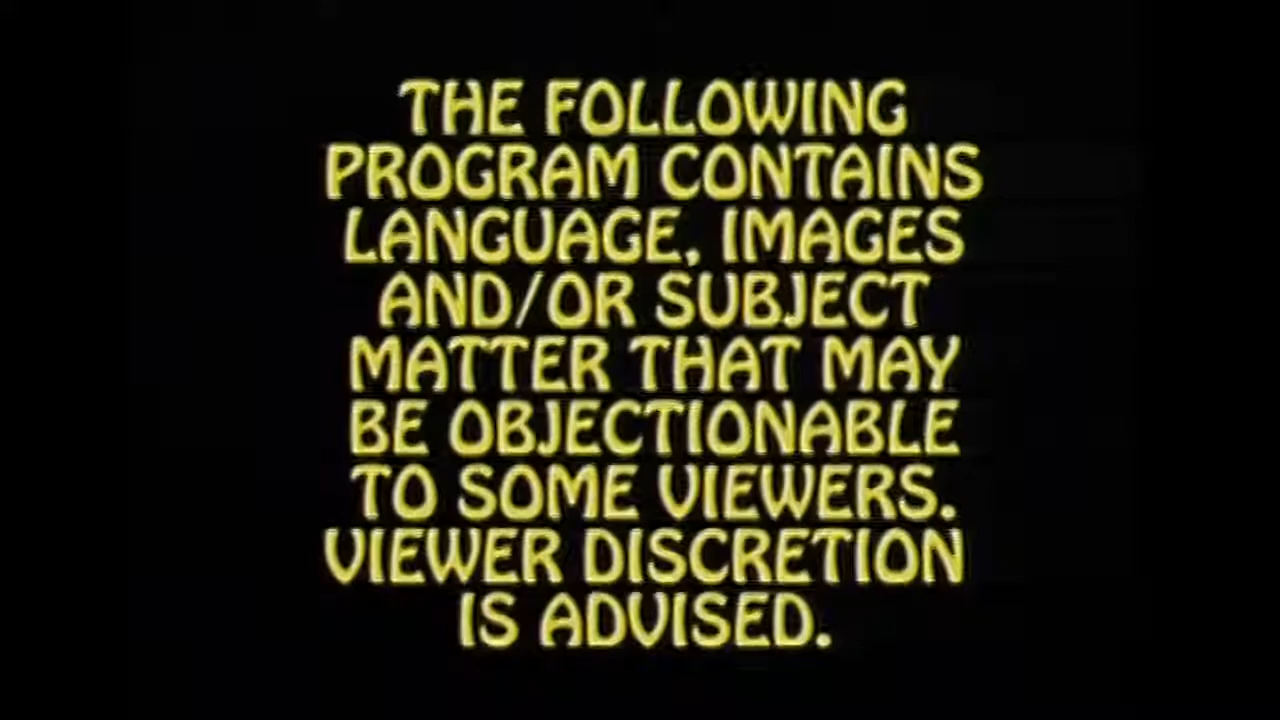 THE FOLLOWING
PROGRAM CONTAINS
LANGUAGE, IMAGES
AND/OR SUBJECT
MATTER THAT MAY
BE OBJECTIONABLE
TO SOME VIEWERS.
VIEWER DISCRETION
IS ADVISED.